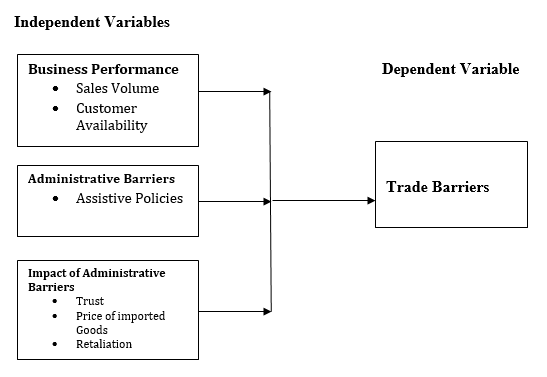 Independent Variables
Business Performance
• Sales Volume
• Customer
Availability
Administrative Barriers
• Assistive Policies
Impact of Administrative
Barriers
• Trust
• Price of imported
Goods
• Retaliation
Dependent Variable
Trade Barriers